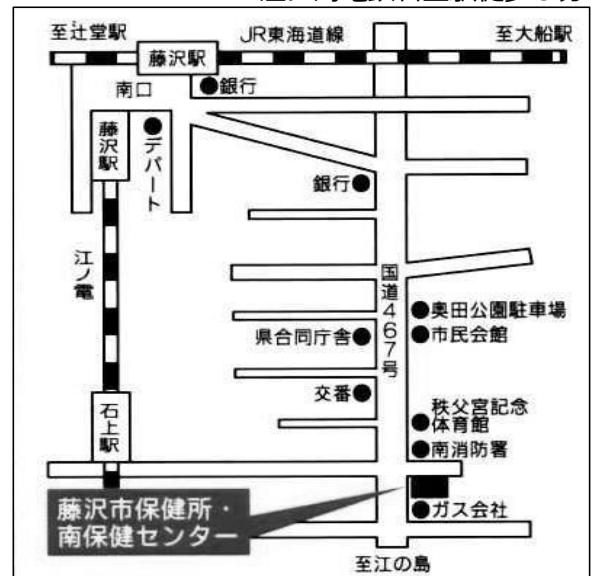 至辻堂駅
JR東海道線
至大船駅
藤沢駅
南口
銀行
藤沢駅
デパート
銀行
江ノ電
国道467号
奥田公園駐車場
県合同庁舎
市民会館
交番
石上駅
秩父宮記念
体育館
南消防署
藤沢市保健所・
南保健センター
ガス会社
至江の島